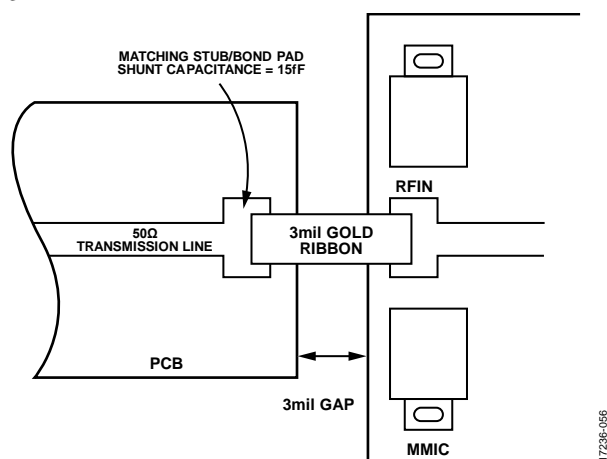 MATCHING STUB/BOND PAD
SHUNT CAPACITANCE = 15fF
RFIN
50Ω
TRANSMISSION LINE
3mil GOLD
RIBBON
PCB
3mil GAP
MMIC
17236-056